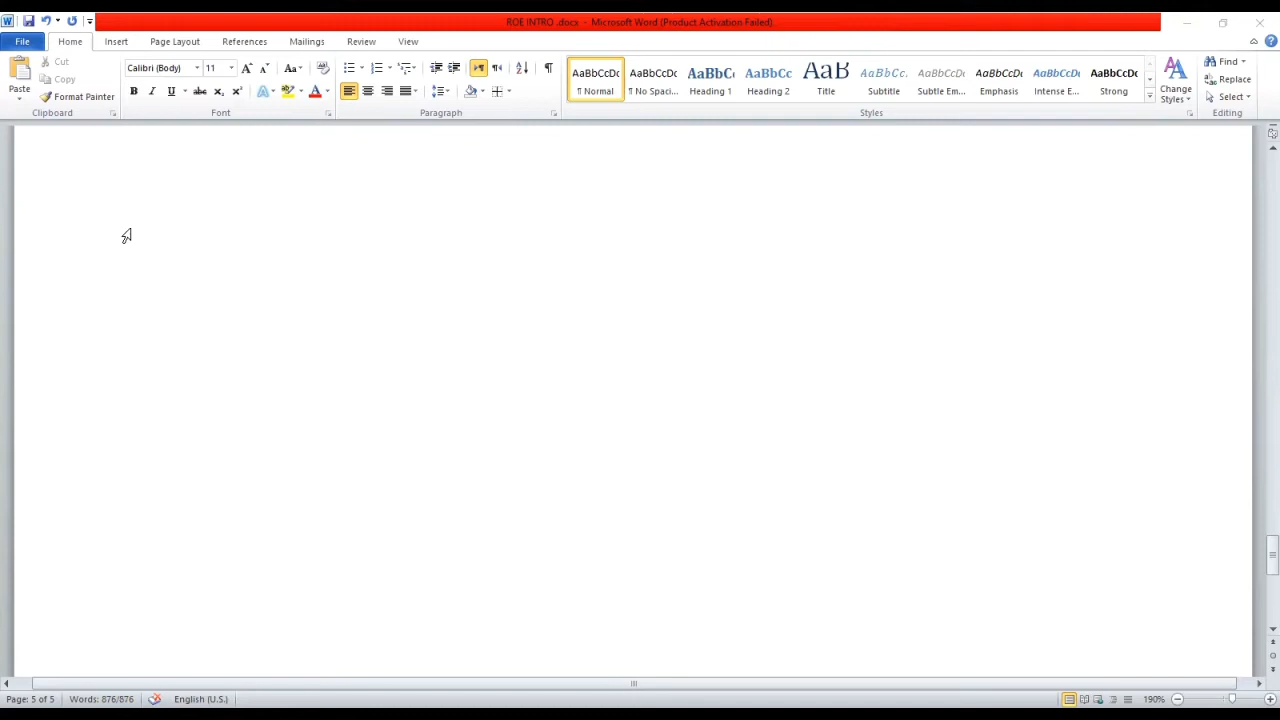 ROE INTRO .docx - Microsoft Word (Product Activation Failed)
File Home Insert Page Layout References Mailings Review View
Paste
Cut
Copy
Format Painter
Clipboard
Calibri (Body) 11
Font
Paragraph
AaBbCcDc AaBbCcDc AaBbC AaBbCc AaB AaBbCc. AaBbCcDc AaBbCcDc AaBbCcDc AaBbCcDc
¶ Normal ¶ No Spaci... Heading 1 Heading 2 Title Subtitle Subtle Em... Emphasis Intense E... Strong
Styles
Change
Styles
Find
Replace
Select
Editing
Page: 5 of 5 Words: 876/876 English (U.S.) 190%